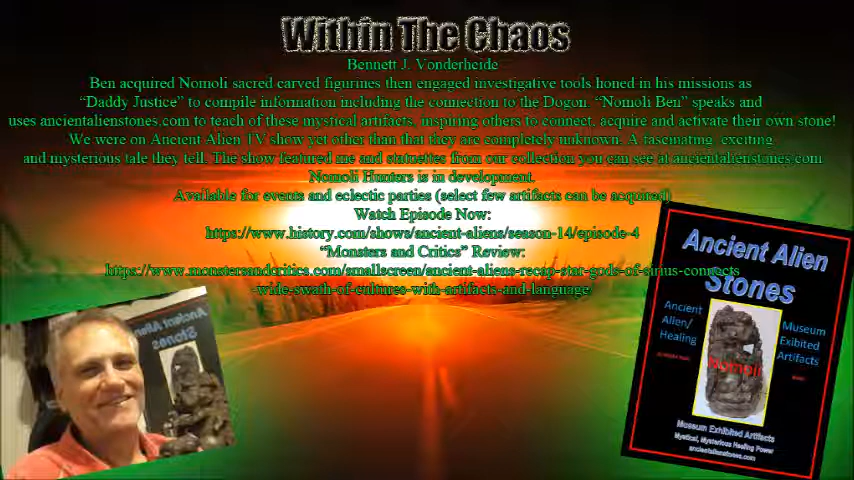 Within The Chaos
Bennett J. Vonderheide
Ben acquired Nomoli sacred carved figurines then engaged investigative tools honed in his missions as
“Daddy Justice” to compile information including the connection to the Dogon. “Nomoli Ben” speaks and
uses ancientalienstones.com to teach of these mystical artifacts, inspiring others to connect, acquire and activate their own stone!
We were on Ancient Alien TV show yet other than that they are completely unknown. A fascinating, exciting
and mysterious tale they tell. The show featured me and statuettes from our collection you can see at ancientalienstones.com
Nomoli Hunters is in development.
Available for events and eclectic parties (select few artifacts can be acquired)
Watch Episode Now:
https://www.history.com/shows/ancient-aliens/season-14/episode-4
“Monsters and Critics” Review:
https://www.monstersandcritics.com/smallscreen/ancient-aliens-recap-star-gods-of-sirius-connects
-wide-swath-of-cultures-with-artifacts-and-language/
Ancient Alien
Stones
Ancient
Alien/
Healing
Museum
Exibited
Artifacts
Nomoli
Museum Exhibited Artifacts
Mystical, Mysterious Healing Power
ancientalienstones.com
Ancient Alien
Stones